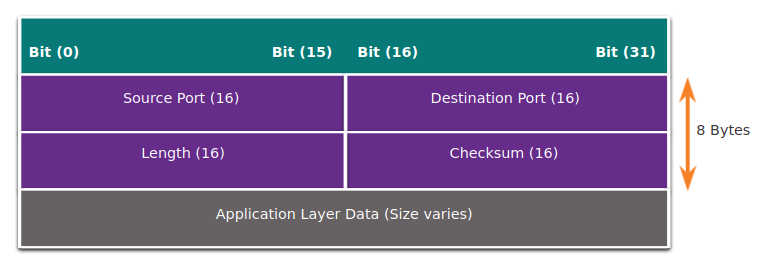 Bit (0) Bit (15) Bit (16) Bit (31)
Source Port (16) Destination Port (16)
8 Bytes
Length (16) Checksum (16)
Application Layer Data (Size varies)